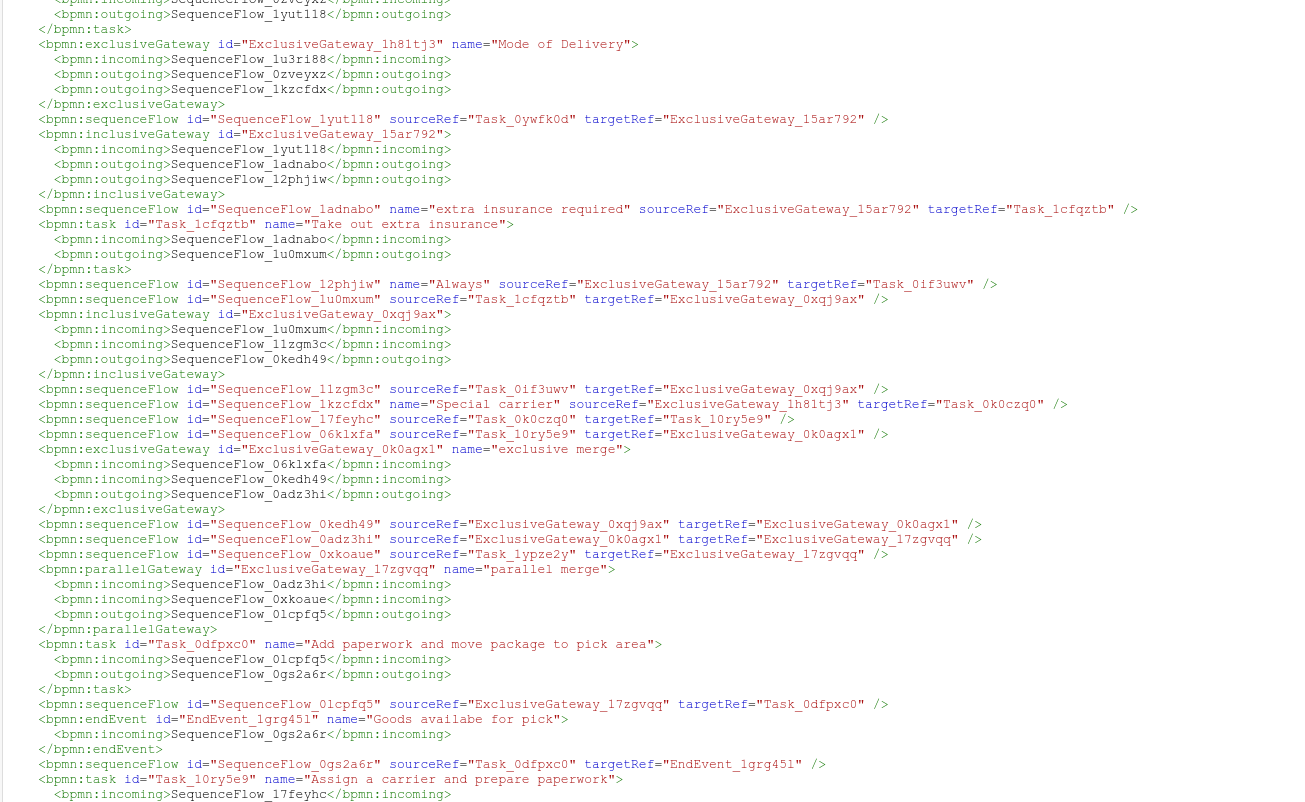 <bpmn:incoming>SequenceFlow_0zveyxz</bpmn:incoming>
<bpmn:outgoing>SequenceFlow_1yutl18</bpmn:outgoing>
</bpmn:task>
<bpmn:exclusiveGateway id="ExclusiveGateway_1h8ltj3" name="Mode of Delivery">
<bpmn:incoming>SequenceFlow_1u3ri88</bpmn:incoming>
<bpmn:outgoing>SequenceFlow_0zveyxz</bpmn:outgoing>
<bpmn:outgoing>SequenceFlow_1kzcfdx</bpmn:outgoing>
</bpmn:exclusiveGateway>
<bpmn:sequenceFlow id="SequenceFlow_1yutl18" sourceRef="Task_0ywfk0d" targetRef="ExclusiveGateway_15ar792" />
<bpmn:inclusiveGateway id="ExclusiveGateway_15ar792">
<bpmn:incoming>SequenceFlow_1yutl18</bpmn:incoming>
<bpmn:outgoing>SequenceFlow_1adnabo</bpmn:outgoing>
<bpmn:outgoing>SequenceFlow_12phjiw</bpmn:outgoing>
</bpmn:inclusiveGateway>
<bpmn:sequenceFlow id="SequenceFlow_1adnabo" name="extra insurance required" sourceRef="ExclusiveGateway_15ar792" targetRef="Task_1cfqztb" />
<bpmn:task id="Task_1cfqztb" name="Take out extra insurance">
<bpmn:incoming>SequenceFlow_1adnabo</bpmn:incoming>
<bpmn:outgoing>SequenceFlow_1u0mxum</bpmn:outgoing>
</bpmn:task>
<bpmn:sequenceFlow id="SequenceFlow_12phjiw" name="Always" sourceRef="ExclusiveGateway_15ar792" targetRef="Task_0if3uwv" />
<bpmn:sequenceFlow id="SequenceFlow_1u0mxum" sourceRef="Task_1cfqztb" targetRef="ExclusiveGateway_0xqj9ax" />
<bpmn:inclusiveGateway id="ExclusiveGateway_0xqj9ax">
<bpmn:incoming>SequenceFlow_1u0mxum</bpmn:incoming>
<bpmn:incoming>SequenceFlow_1lzgm3c</bpmn:incoming>
<bpmn:outgoing>SequenceFlow_0kedh49</bpmn:outgoing>
</bpmn:inclusiveGateway>
<bpmn:sequenceFlow id="SequenceFlow_1lzgm3c" sourceRef="Task_0if3uwv" targetRef="ExclusiveGateway_0xqj9ax" />
<bpmn:sequenceFlow id="SequenceFlow_1kzcfdx" name="Special carrier" sourceRef="ExclusiveGateway_1h8ltj3" targetRef="Task_0k0czq0" />
<bpmn:sequenceFlow id="SequenceFlow_17feyhc" sourceRef="Task_0k0czq0" targetRef="Task_10ry5e9" />
<bpmn:sequenceFlow id="SequenceFlow_06klxfa" sourceRef="Task_10ry5e9" targetRef="ExclusiveGateway_0k0agxl" />
<bpmn:exclusiveGateway id="ExclusiveGateway_0k0agxl" name="exclusive merge">
<bpmn:incoming>SequenceFlow_06klxfa</bpmn:incoming>
<bpmn:incoming>SequenceFlow_0kedh49</bpmn:incoming>
<bpmn:outgoing>SequenceFlow_0adz3hi</bpmn:outgoing>
</bpmn:exclusiveGateway>
<bpmn:sequenceFlow id="SequenceFlow_0kedh49" sourceRef="ExclusiveGateway_0xqj9ax" targetRef="ExclusiveGateway_0k0agxl" />
<bpmn:sequenceFlow id="SequenceFlow_0adz3hi" sourceRef="ExclusiveGateway_0k0agxl" targetRef="ExclusiveGateway_17zgvqq" />
<bpmn:sequenceFlow id="SequenceFlow_0xkoaue" sourceRef="Task_1ypze2y" targetRef="ExclusiveGateway_17zgvqq" />
<bpmn:parallelGateway id="ExclusiveGateway_17zgvqq" name="parallel merge">
<bpmn:incoming>SequenceFlow_0adz3hi</bpmn:incoming>
<bpmn:incoming>SequenceFlow_0xkoaue</bpmn:incoming>
<bpmn:outgoing>SequenceFlow_0lcpfq5</bpmn:outgoing>
</bpmn:parallelGateway>
<bpmn:task id="Task_0dfpxc0" name="Add paperwork and move package to pick area">
<bpmn:incoming>SequenceFlow_0lcpfq5</bpmn:incoming>
<bpmn:outgoing>SequenceFlow_0gs2a6r</bpmn:outgoing>
</bpmn:task>
<bpmn:sequenceFlow id="SequenceFlow_0lcpfq5" sourceRef="ExclusiveGateway_17zgvqq" targetRef="Task_0dfpxc0" />
<bpmn:endEvent id="EndEvent_1grg45l" name="Goods availabe for pick">
<bpmn:incoming>SequenceFlow_0gs2a6r</bpmn:incoming>
</bpmn:endEvent>
<bpmn:sequenceFlow id="SequenceFlow_0gs2a6r" sourceRef="Task_0dfpxc0" targetRef="EndEvent_1grg45l" />
<bpmn:task id="Task_10ry5e9" name="Assign a carrier and prepare paperwork">
<bpmn:incoming>SequenceFlow_17feyhc</bpmn:incoming>